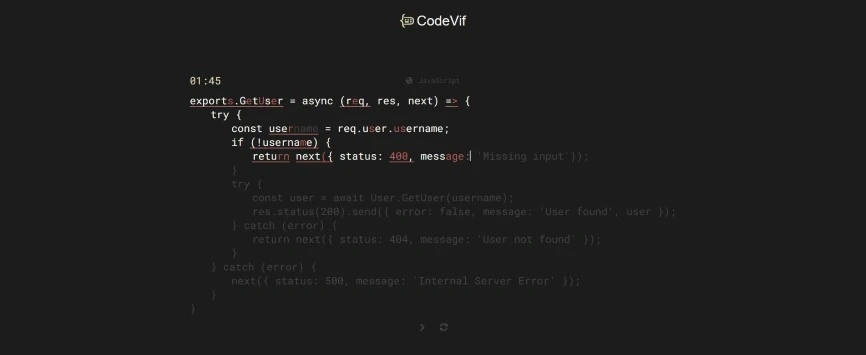 CodeVif
01:45
JavaScript
exports.GetUser = async (req, res, next) => {
try {
const username = req.user.username;
if (!username) {
return next({ status: 400, message: `Missing input`});
}
try {
const user = await User.GetUser(username);
res.status(200).send({ error: false, message: `User found`, user });
} catch (error) {
return next({ status: 404, message: `User not found` });
}
} catch (error) {
next({ status: 500, message: `Internal Server Error` });
}
}